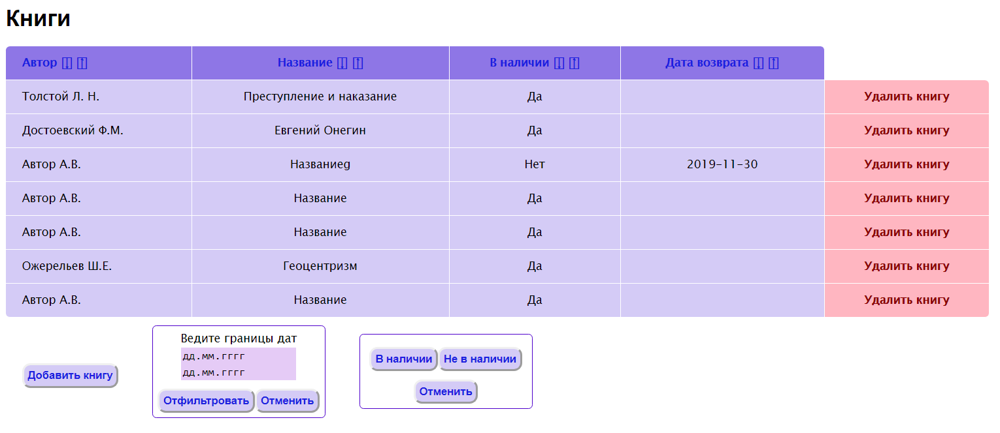 Книги
Автор [↓] [↑] Название [↓] [↑] В наличии [↓] [↑] Дата возврата [↓] [↑]
Толстой Л. Н. Преступление и наказание Да Удалить книгу
Достоевский Ф.М. Евгений Онегин Да Удалить книгу
Автор А.В. Названиеg Нет 2019-11-30 Удалить книгу
Автор А.В. Название Да Удалить книгу
Автор А.В. Название Да Удалить книгу
Ожерельев Ш.Е. Геоцентризм Да Удалить книгу
Автор А.В. Название Да Удалить книгу
Добавить книгу
Ведите границы дат
дд.мм.гггг
дд.мм.гггг
Отфильтровать Отменить
В наличии Не в наличии
Отменить